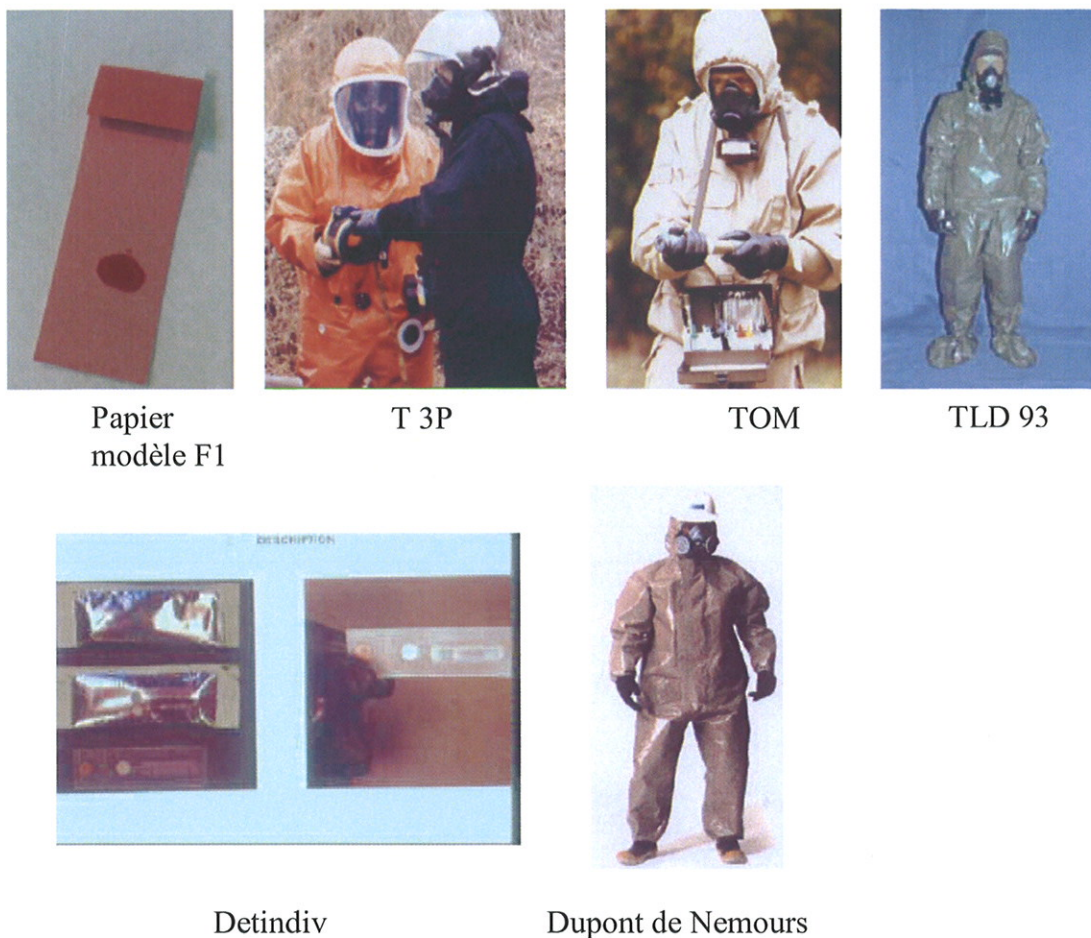 Papier
modèle F1
T 3P
TOM
TLD 93
DESCRIPTION
Detindiv
Dupont de Nemours